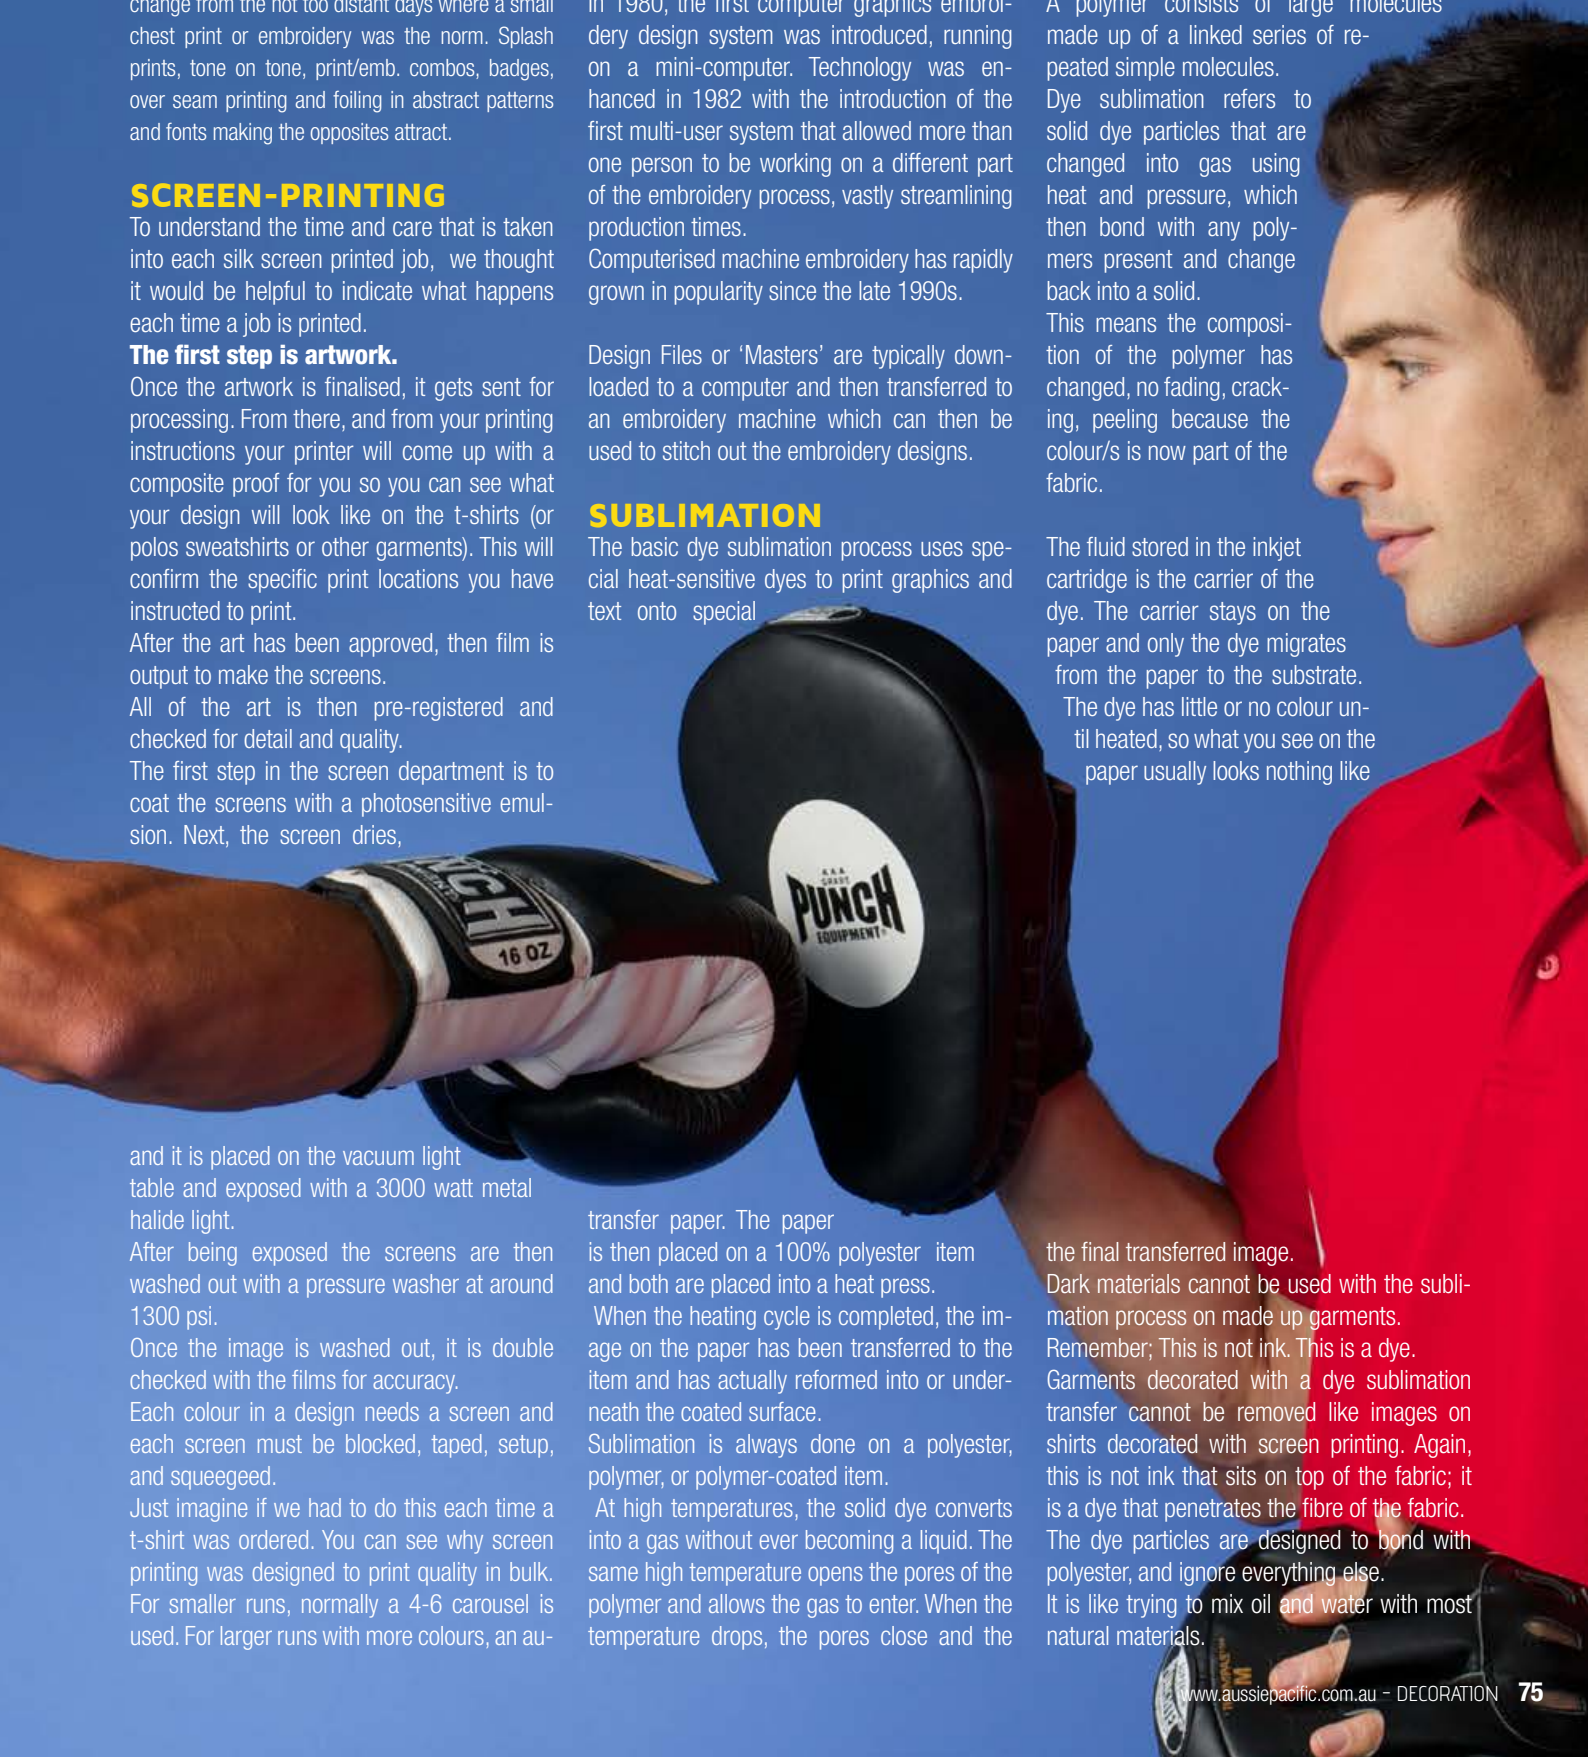 change from the not too distant days where a small
chest print or embroidery was the norm. Splash
prints, tone on tone, print/emb. combos, badges,
over seam printing and foiling in abstract patterns
and fonts making the opposites attract.
SCREEN-PRINTING
To understand the time and care that is taken
into each silk screen printed job, we thought
it would be helpful to indicate what happens
each time a job is printed.
The first step is artwork.
Once the artwork is finalised, it gets sent for
processing. From there, and from your printing
instructions your printer will come up with a
composite proof for you so you can see what
your design will look like on the t-shirts (or
polos sweatshirts or other garments). This will
confirm the specific print locations you have
instructed to print.
After the art has been approved, then film is
output to make the screens.
All of the art is then pre-registered and
checked for detail and quality.
The first step in the screen department is to
coat the screens with a photosensitive emul-
sion. Next, the screen dries,
and it is placed on the vacuum light
table and exposed with a 3000 watt metal
halide light.
After being exposed the screens are then
washed out with a pressure washer at around
1300 psi.
Once the image is washed out, it is double
checked with the films for accuracy.
Each colour in a design needs a screen and
each screen must be blocked, taped, setup,
and squeegeed.
Just imagine if we had to do this each time a
t-shirt was ordered. You can see why screen
printing was designed to print quality in bulk.
For smaller runs, normally a 4-6 carousel is
used. For larger runs with more colours, an au-
In 1980, the first computer graphics embroi-
dery design system was introduced, running
on a mini-computer. Technology was en-
hanced in 1982 with the introduction of the
first multi-user system that allowed more than
one person to be working on a different part
of the embroidery process, vastly streamlining
production times.
Computerised machine embroidery has rapidly
grown in popularity since the late 1990s.
Design Files or ‘Masters’ are typically down-
loaded to a computer and then transferred to
an embroidery machine which can then be
used to stitch out the embroidery designs.
SUBLIMATION
The basic dye sublimation process uses spe-
cial heat-sensitive dyes to print graphics and
text onto special
transfer paper. The paper
is then placed on a 100% polyester item
and both are placed into a heat press.
When the heating cycle is completed, the im-
age on the paper has been transferred to the
item and has actually reformed into or under-
neath the coated surface.
Sublimation is always done on a polyester,
polymer, or polymer-coated item.
At high temperatures, the solid dye converts
into a gas without ever becoming a liquid. The
same high temperature opens the pores of the
polymer and allows the gas to enter. When the
temperature drops, the pores close and the
A polymer consists of large molecules
made up of a linked series of re-
peated simple molecules.
Dye sublimation refers to
solid dye particles that are
changed into gas using
heat and pressure, which
then bond with any poly-
mers present and change
back into a solid.
This means the composi-
tion of the polymer has
changed, no fading, crack-
ing, peeling because the
colour/s is now part of the
fabric.
The fluid stored in the inkjet
cartridge is the carrier of the
dye. The carrier stays on the
paper and only the dye migrates
from the paper to the substrate.
The dye has little or no colour un-
til heated, so what you see on the
paper usually looks nothing like
the final transferred image.
Dark materials cannot be used with the subli-
mation process on made up garments.
Remember; This is not ink. This is a dye.
Garments decorated with a dye sublimation
transfer cannot be removed like images on
shirts decorated with screen printing. Again,
this is not ink that sits on top of the fabric; it
is a dye that penetrates the fibre of the fabric.
The dye particles are designed to bond with
polyester, and ignore everything else.
It is like trying to mix oil and water with most
natural materials.
AAA
GRADE
PUNCH
EQUIPMENT®
16 OZ
M
www.aussiepacific.com.au - DECORATION 75